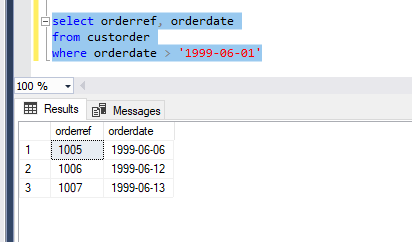 select orderref, orderdate
from custorder
where orderdate > '1999-06-01'
100 %
Results Messages
orderref orderdate
1 1005 1999-06-06
2 1006 1999-06-12
3 1007 1999-06-13